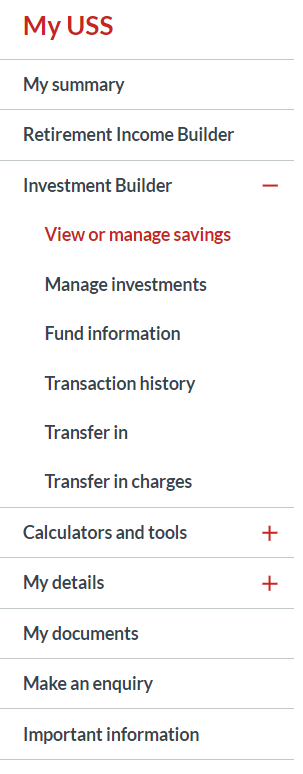 My USS
My summary
Retirement Income Builder
Investment Builder
View or manage savings
Manage investments
Fund information
Transaction history
Transfer in
Transfer in charges
Calculators and tools
My details
My documents
Make an enquiry
Important information